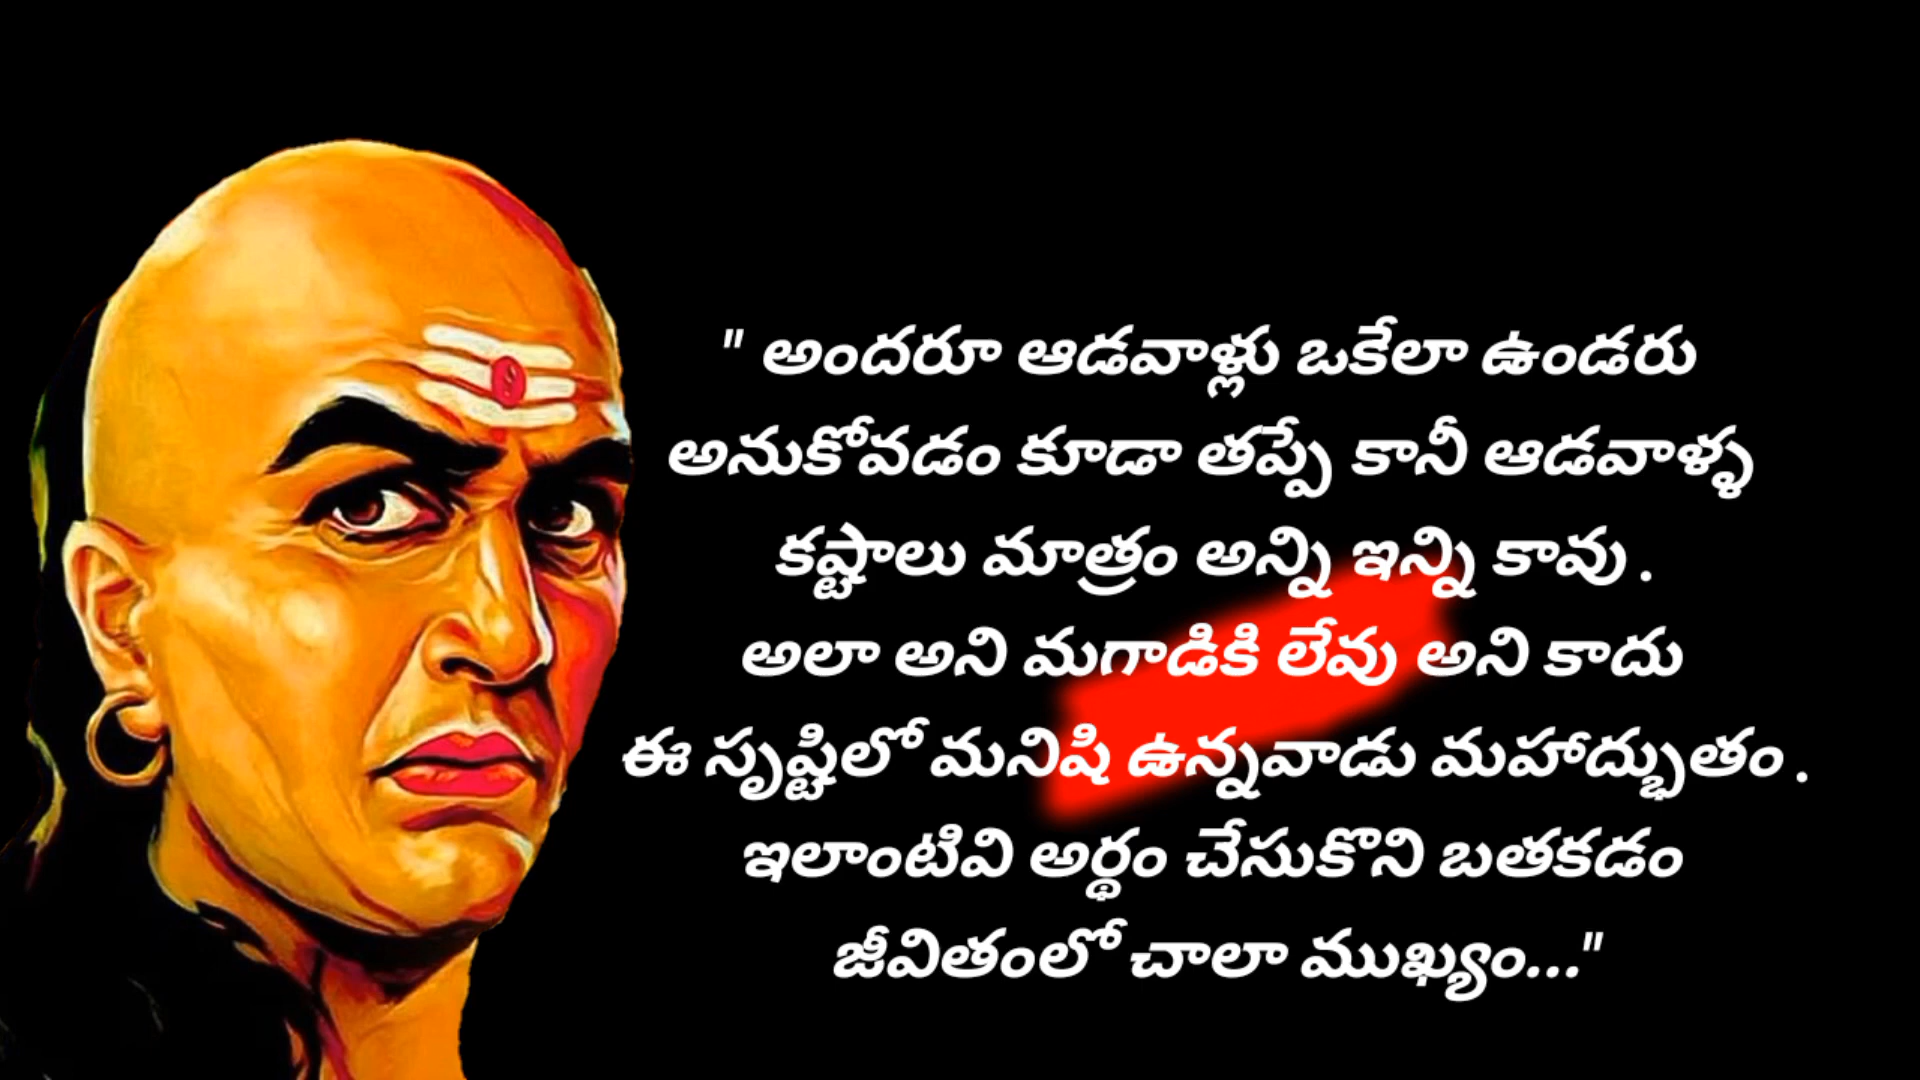 " అందరూ ఆడవాళ్లు ఒకేలా ఉండరు
అనుకోవడం కూడా తప్పే కానీ ఆడవాళ్ళ
కష్టాలు మాత్రం అన్ని ఇన్ని కావు .
అలా అని మగాడికి లేవు అని కాదు
ఈ సృష్టిలో మనిషి ఉన్నవాడు మహాద్భుతం .
ఇలాంటివి అర్థం చేసుకొని బతకడం
జీవితంలో చాలా ముఖ్యం..."